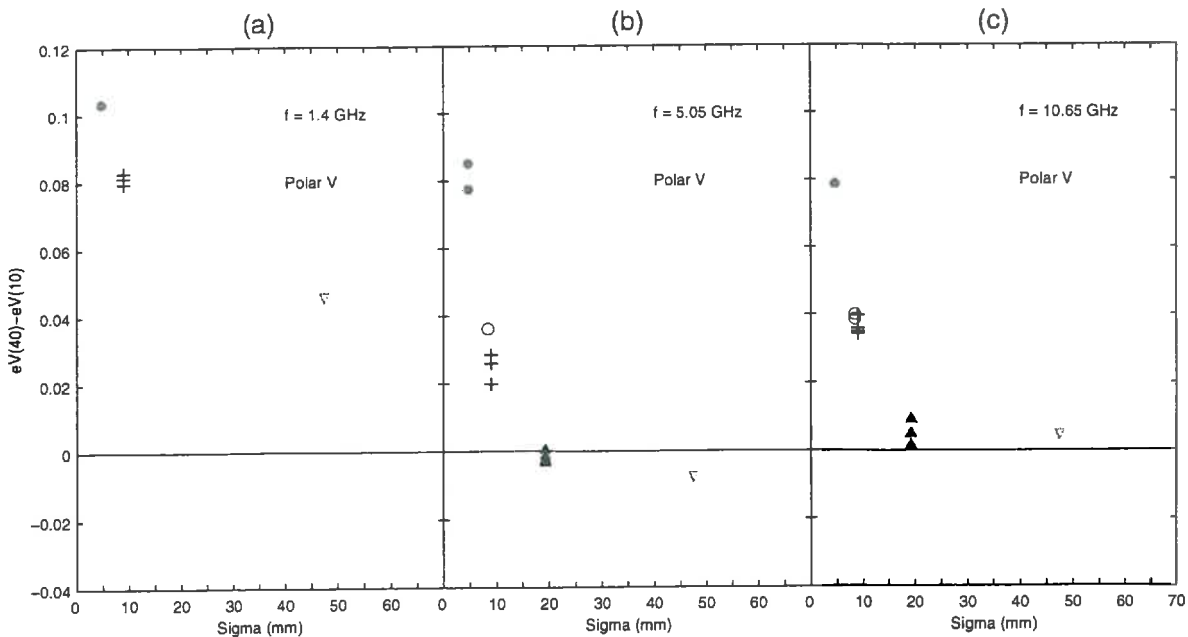 (a) (b) (c)
0.12
0.1
0.08
0.06
0.04
0.02
0
−0.02
−0.04
eV(40)−eV(10)
f = 1.4 GHz
Polar V
f = 5.05 GHz
Polar V
f = 10.65 GHz
Polar V
0 10 20 30 40 50 60 0 10 20 30 40 50 60 0 10 20 30 40 50 60 70
Sigma (mm) Sigma (mm) Sigma (mm)